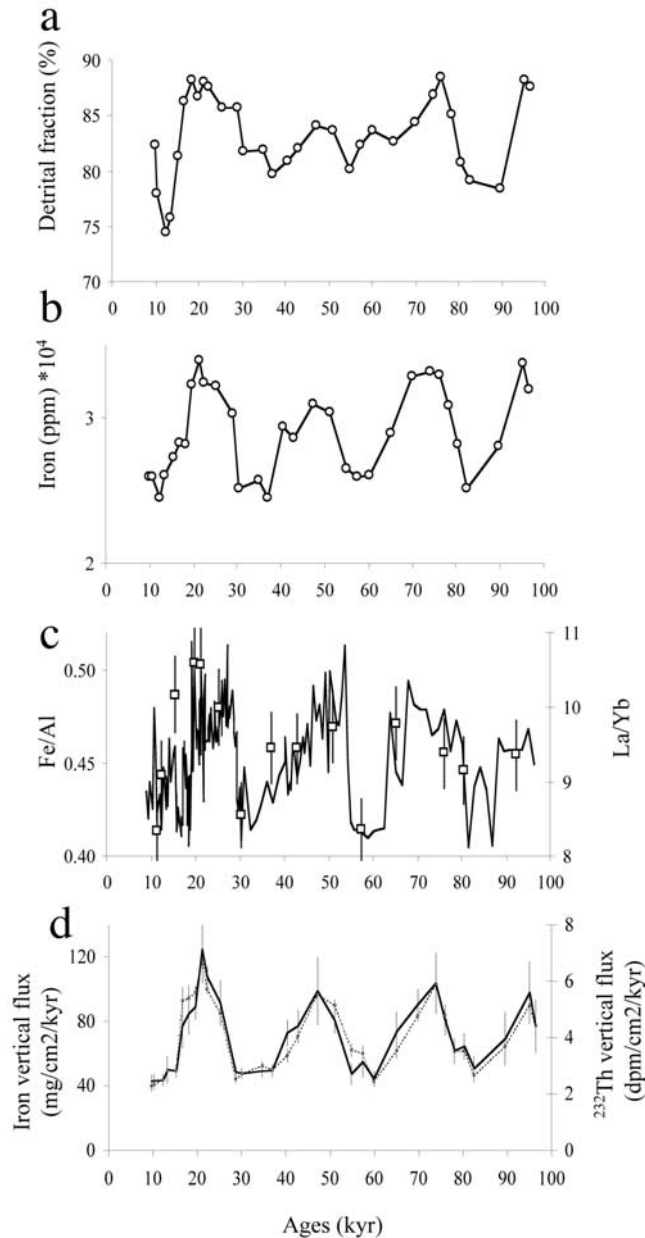 a
Detrital fraction (%)
90
85
80
75
70
0 10 20 30 40 50 60 70 80 90 100
b
Iron (ppm) *10⁴
3
2
0 10 20 30 40 50 60 70 80 90 100
c
Fe/Al
0.50
0.45
0.40
La/Yb
11
10
9
8
0 10 20 30 40 50 60 70 80 90 100
d
Iron vertical flux
(mg/cm2/kyr)
120
80
40
0
²³²Th vertical flux
(dpm/cm2/kyr)
8
6
4
2
0
0 10 20 30 40 50 60 70 80 90 100
Ages (kyr)